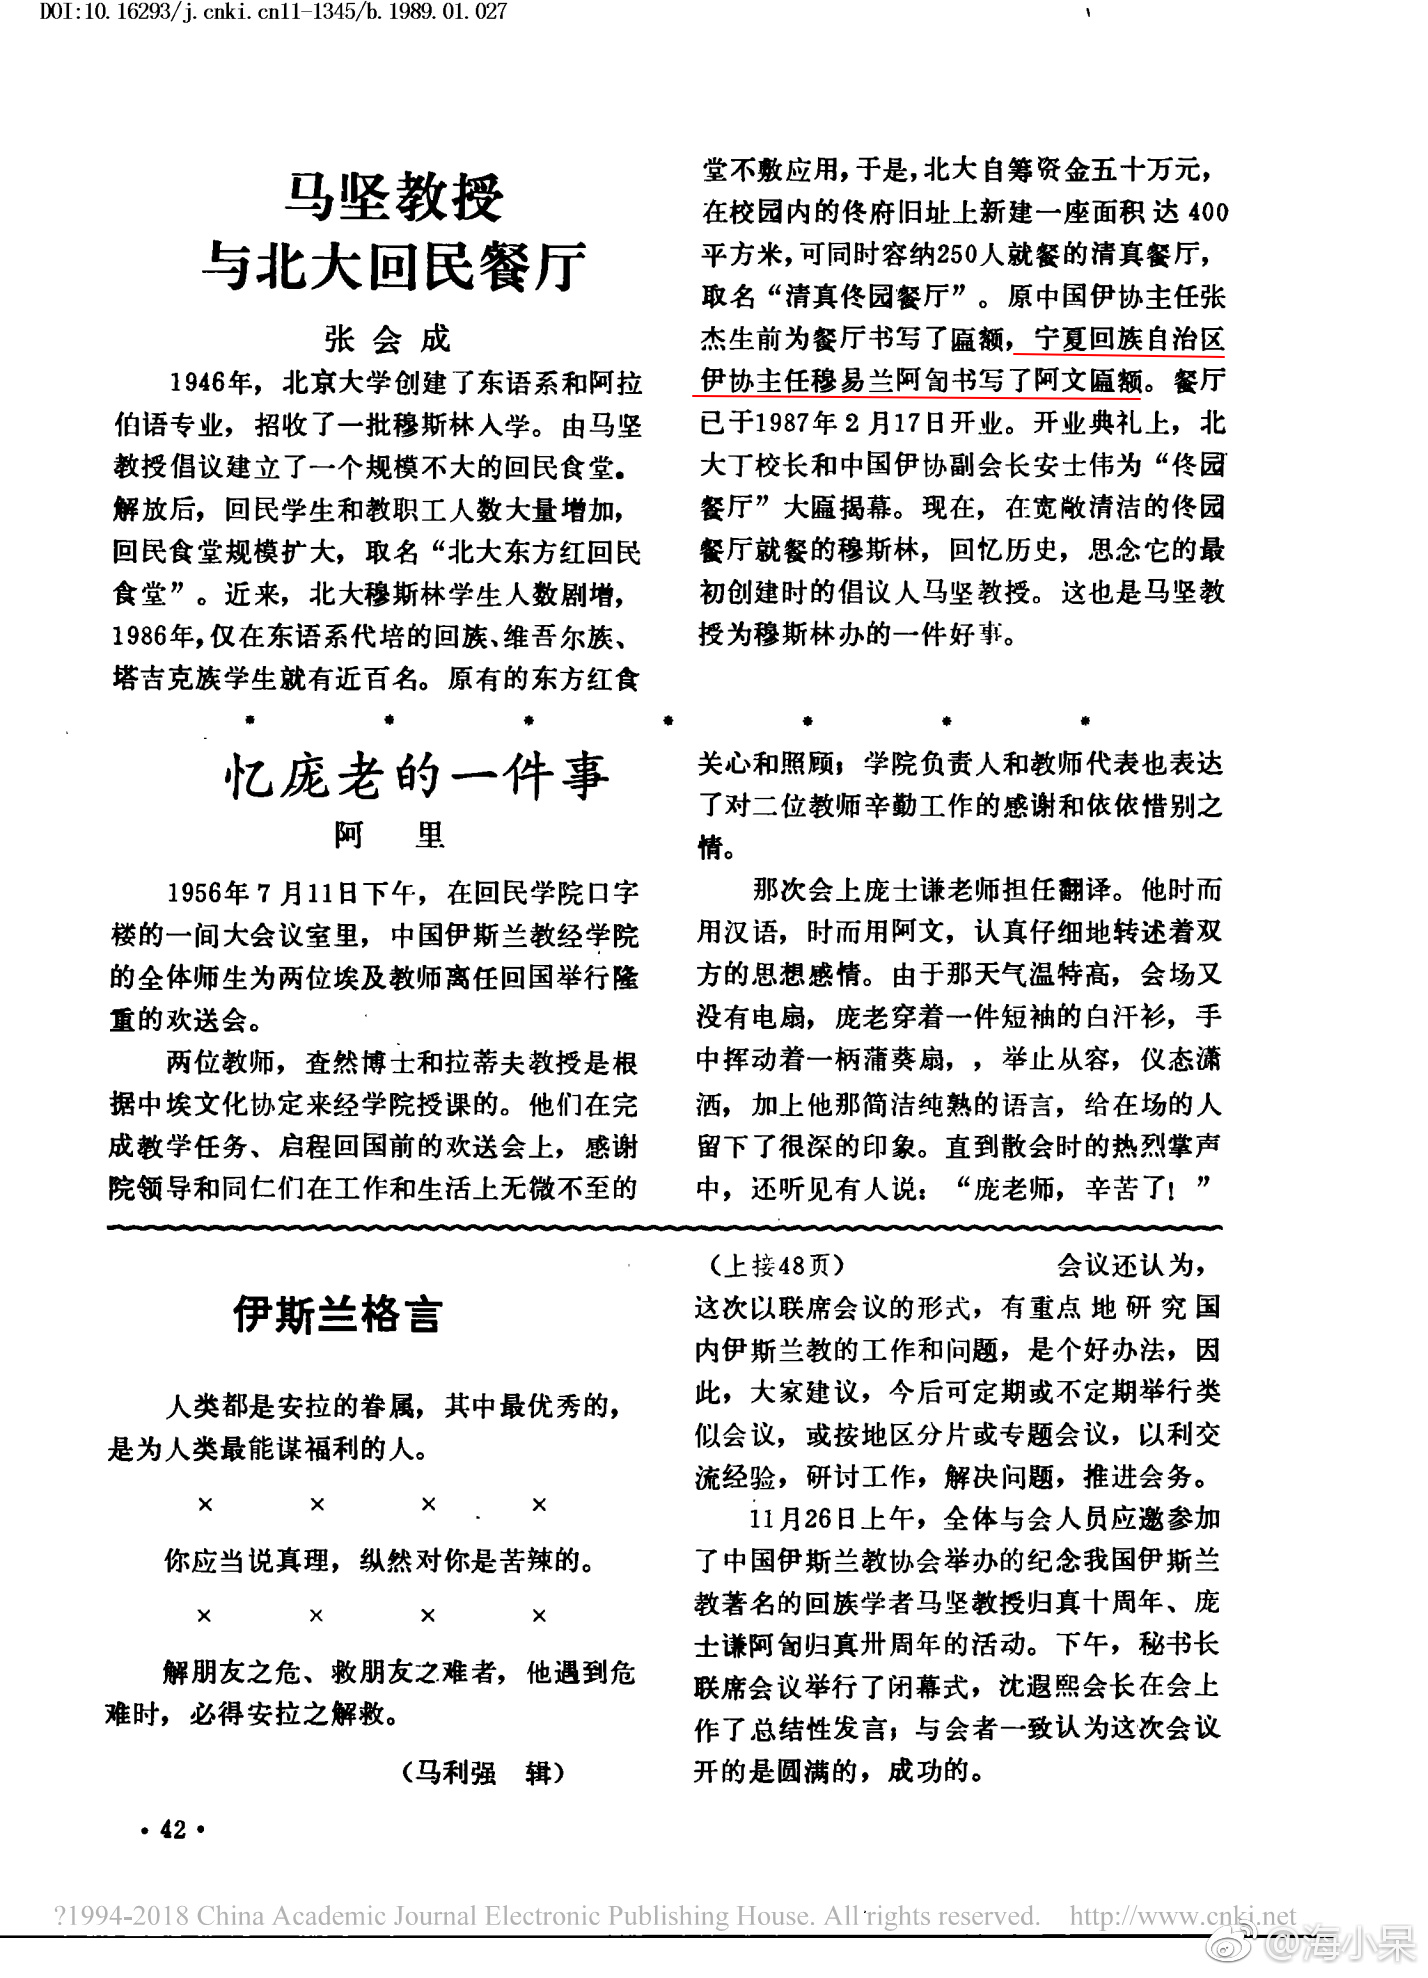 DOI:10.16293/j.cnki.cn11-1345/b.1989.01.027
马坚教授
与北大回民餐厅
张会成
1946年，北京大学创建了东语系和阿拉
伯语专业，招收了一批穆斯林入学。由马坚
教授倡议建立了一个规模不大的回民食堂。
解放后，回民学生和教职工人数大量增加，
回民食堂规模扩大，取名“北大东方红回民
食堂”。近来，北大穆斯林学生人数剧增，
1986年，仅在东语系代培的回族、维吾尔族、
塔吉克族学生就有近百名。原有的东方红食
堂不敷应用，于是，北大自筹资金五十万元，
在校园内的佟府旧址上新建一座面积达400
平方米，可同时容纳250人就餐的清真餐厅，
取名“清真佟园餐厅”。原中国伊协主任张
杰生前为餐厅书写了匾额，宁夏回族自治区
伊协主任穆易兰阿訇书写了阿文匾额。餐厅
已于1987年2月17日开业。开业典礼上，北
大丁校长和中国伊协副会长安士伟为“佟园
餐厅”大匾揭幕。现在，在宽敞清洁的佟园
餐厅就餐的穆斯林，回忆历史，思念它的最
初创建时的倡议人马坚教授。这也是马坚教
授为穆斯林办的一件好事。
* * * * * * *
忆庞老的一件事
阿 里
1956年7月11日下午，在回民学院口字
楼的一间大会议室里，中国伊斯兰教经学院
的全体师生为两位埃及教师离任回国举行隆
重的欢送会。
两位教师，查然博士和拉蒂夫教授是根
据中埃文化协定来经学院授课的。他们在完
成教学任务、启程回国前的欢送会上，感谢
院领导和同仁们在工作和生活上无微不至的
关心和照顾；学院负责人和教师代表也表达
了对二位教师辛勤工作的感谢和依依惜别之
情。
那次会上庞士谦老师担任翻译。他时而
用汉语，时而用阿文，认真仔细地转述着双
方的思想感情。由于那天气温特高，会场又
没有电扇，庞老穿着一件短袖的白汗衫，手
中挥动着一柄蒲葵扇，，举止从容，仪态潇
洒，加上他那简洁纯熟的语言，给在场的人
留下了很深的印象。直到散会时的热烈掌声
中，还听见有人说：“庞老师，辛苦了！”
伊斯兰格言
人类都是安拉的眷属，其中最优秀的，
是为人类最能谋福利的人。
× × × ×
你应当说真理，纵然对你是苦辣的。
× × × ×
解朋友之危、救朋友之难者，他遇到危
难时，必得安拉之解救。
（马利强 辑）
（上接48页） 会议还认为，
这次以联席会议的形式，有重点地研究国
内伊斯兰教的工作和问题，是个好办法，因
此，大家建议，今后可定期或不定期举行类
似会议，或按地区分片或专题会议，以利交
流经验，研讨工作，解决问题，推进会务。
11月26日上午，全体与会人员应邀参加
了中国伊斯兰教协会举办的纪念我国伊斯兰
教著名的回族学者马坚教授归真十周年、庞
士谦阿訇归真卅周年的活动。下午，秘书长
联席会议举行了闭幕式，沈遐熙会长在会上
作了总结性发言；与会者一致认为这次会议
开的是圆满的，成功的。
·42·
?1994-2018 China Academic Journal Electronic Publishing House. All rights reserved. http://www.cnki.net
@海小呆